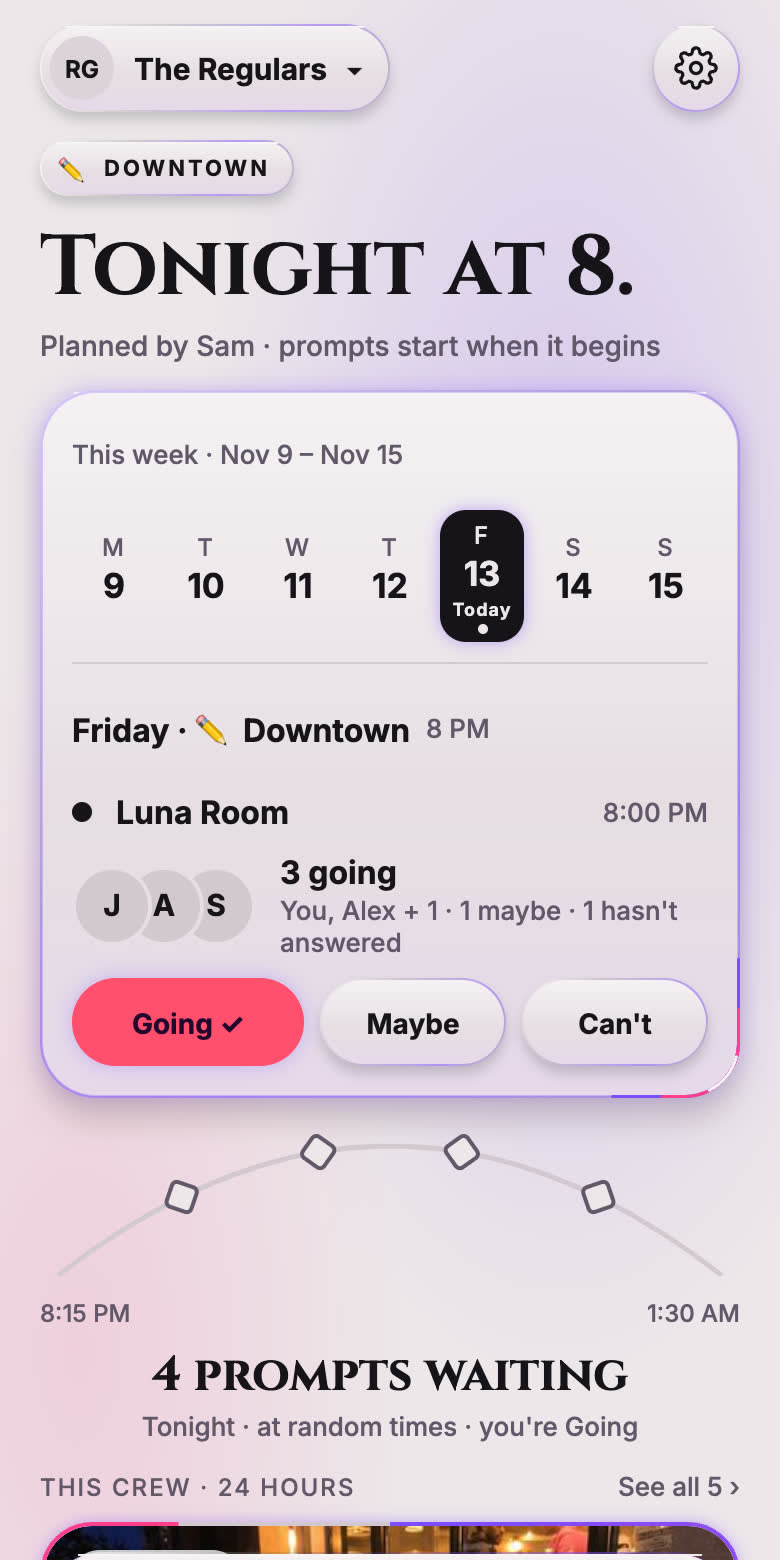 RG The Regulars
✏️ DOWNTOWN
Tonight at 8.
Planned by Sam · prompts start when it begins
This week · Nov 9 – Nov 15
M T W T F S S
9 10 11 12 13 14 15
Today
Friday · ✏️ Downtown 8 PM
Luna Room 8:00 PM
J A S
3 going
You, Alex + 1 · 1 maybe · 1 hasn't
answered
Going ✓ Maybe Can't
8:15 PM 1:30 AM
4 prompts waiting
Tonight · at random times · you're Going
THIS CREW · 24 HOURS See all 5 ›